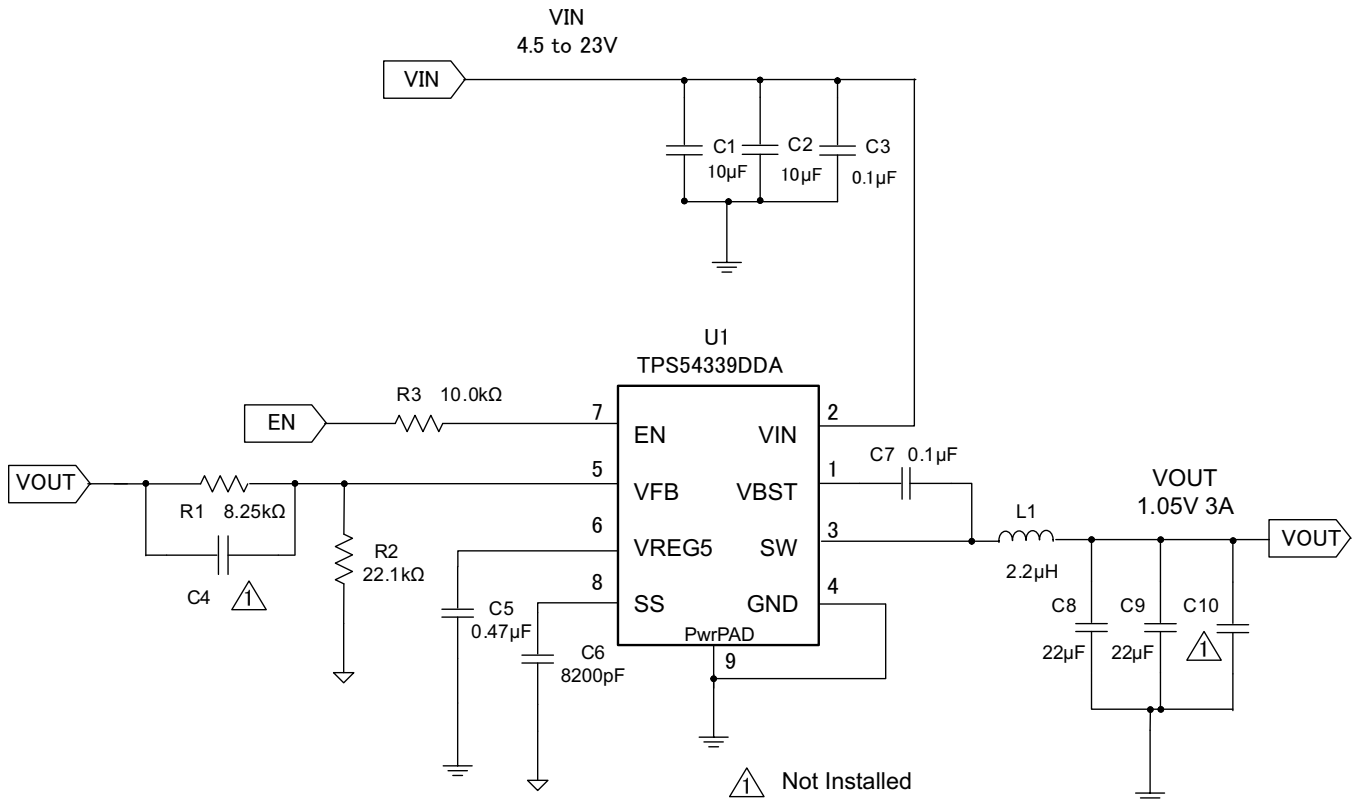 VIN
4.5 to 23V
VIN
C1
10µF
C2
10µF
C3
0.1µF
U1
TPS54339DDA
R3 10.0kΩ
EN
7
EN
2
VIN
C7 0.1µF
VOUT
R1 8.25kΩ
5
VFB
1
VBST
VOUT
1.05V 3A
C4
1
R2
22.1kΩ
6
VREG5
3
SW
L1
2.2µH
VOUT
8
SS
4
GND
C5
0.47µF
C6
8200pF
PwrPAD
9
C8
22µF
C9
22µF
C10
1
1 Not Installed